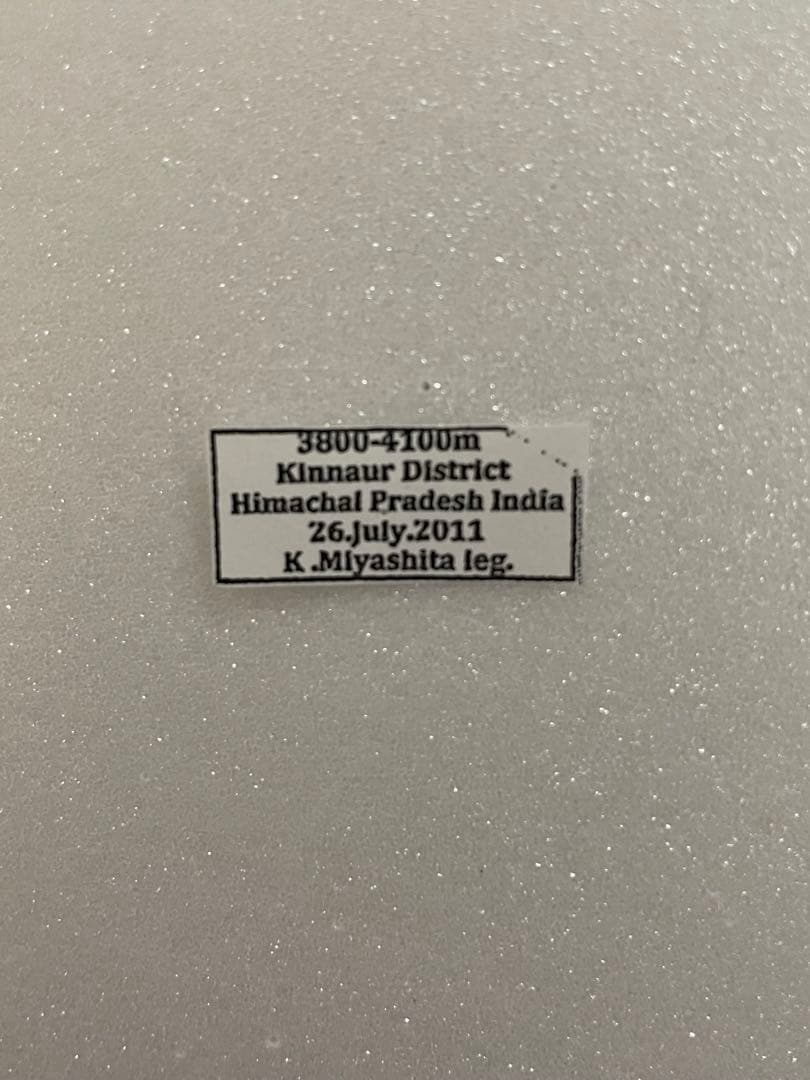 3800-4100m
Kinnaur District
Himachal Pradesh India
26.July.2011
K .Miyashita leg.